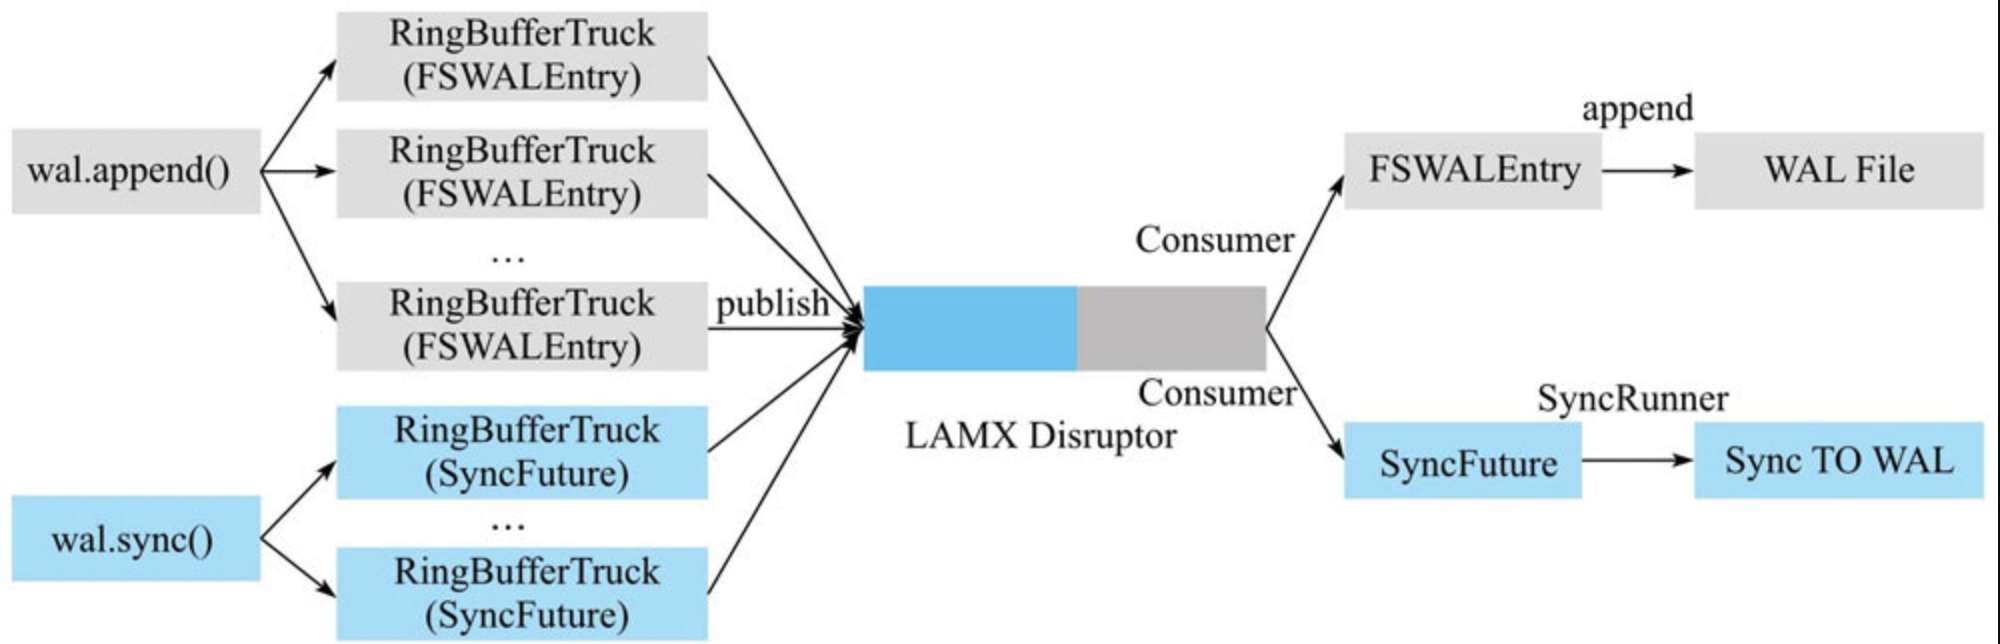 wal.append()
RingBufferTruck
(FSWALEntry)
RingBufferTruck
(FSWALEntry)
...
RingBufferTruck
(FSWALEntry)
publish
wal.sync()
RingBufferTruck
(SyncFuture)
...
RingBufferTruck
(SyncFuture)
LAMX Disruptor
Consumer
FSWALEntry
append
WAL File
Consumer
SyncFuture
SyncRunner
Sync TO WAL